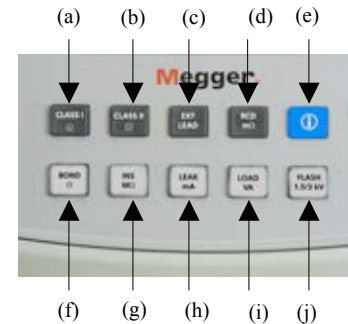 (a) (b) (c) (d) (e)
Megger.
CLASS I CLASS II EXT LEAD RCD mΩ
BOND Ω INS MΩ LEAK mA LOAD VA FLASH 1.5/3 kV
(f) (g) (h) (i) (j)